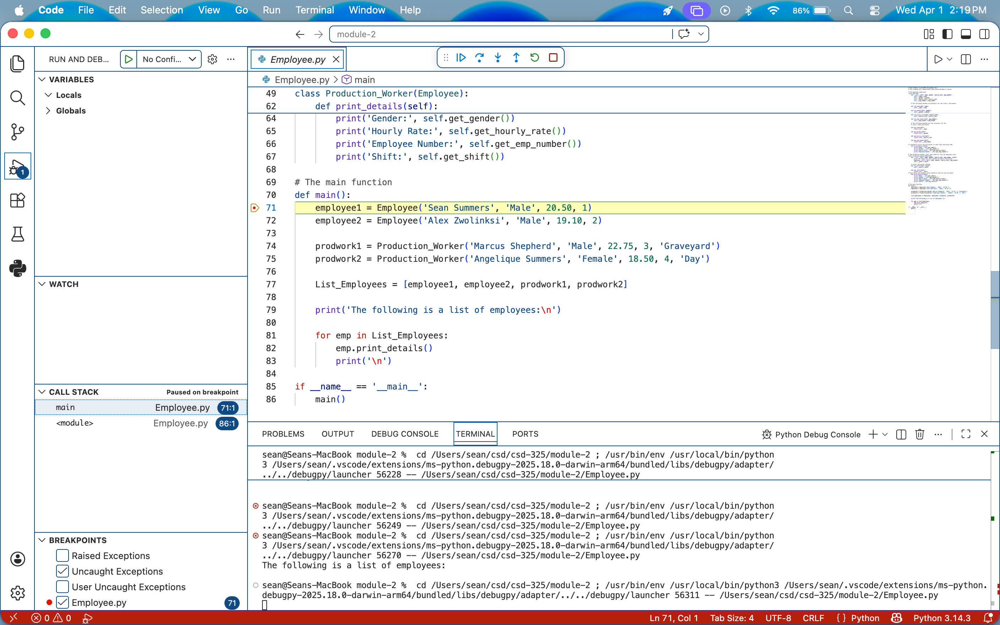 Code File Edit Selection View Go Run Terminal Window Help 86% Wed Apr 1 2:19 PM
module-2
RUN AND DEB... No Confi...
Employee.py
VARIABLES
Locals
Globals
WATCH
CALL STACK Paused on breakpoint
main Employee.py 71:1
<module> Employee.py 86:1
BREAKPOINTS
Raised Exceptions
Uncaught Exceptions
User Uncaught Exceptions
Employee.py 71
1
Employee.py > main
49 class Production_Worker(Employee):
62 def print_details(self):
64 print('Gender:', self.get_gender())
65 print('Hourly Rate:', self.get_hourly_rate())
66 print('Employee Number:', self.get_emp_number())
67 print('Shift:', self.get_shift())
68
69 # The main function
70 def main():
71 employee1 = Employee('Sean Summers', 'Male', 20.50, 1)
72 employee2 = Employee('Alex Zwolinksi', 'Male', 19.10, 2)
73
74 prodwork1 = Production_Worker('Marcus Shepherd', 'Male', 22.75, 3, 'Graveyard')
75 prodwork2 = Production_Worker('Angelique Summers', 'Female', 18.50, 4, 'Day')
76
77 List_Employees = [employee1, employee2, prodwork1, prodwork2]
78
79 print('The following is a list of employees:\n')
80
81 for emp in List_Employees:
82 emp.print_details()
83 print('\n')
84
85 if __name__ == '__main__':
86 main()
PROBLEMS OUTPUT DEBUG CONSOLE TERMINAL PORTS Python Debug Console
sean@Seans-MacBook module-2 % cd /Users/sean/csd/csd-325/module-2 ; /usr/bin/env /usr/local/bin/python
3 /Users/sean/.vscode/extensions/ms-python.debugpy-2025.18.0-darwin-arm64/bundled/libs/debugpy/adapter/
../../debugpy/launcher 56228 -- /Users/sean/csd/csd-325/module-2/Employee.py
sean@Seans-MacBook module-2 % cd /Users/sean/csd/csd-325/module-2 ; /usr/bin/env /usr/local/bin/python
3 /Users/sean/.vscode/extensions/ms-python.debugpy-2025.18.0-darwin-arm64/bundled/libs/debugpy/adapter/
../../debugpy/launcher 56249 -- /Users/sean/csd/csd-325/module-2/Employee.py
sean@Seans-MacBook module-2 % cd /Users/sean/csd/csd-325/module-2 ; /usr/bin/env /usr/local/bin/python
3 /Users/sean/.vscode/extensions/ms-python.debugpy-2025.18.0-darwin-arm64/bundled/libs/debugpy/adapter/
../../debugpy/launcher 56270 -- /Users/sean/csd/csd-325/module-2/Employee.py
The following is a list of employees:
sean@Seans-MacBook module-2 % cd /Users/sean/csd/csd-325/module-2 ; /usr/bin/env /usr/local/bin/python3 /Users/sean/.vscode/extensions/ms-python.
debugpy-2025.18.0-darwin-arm64/bundled/libs/debugpy/adapter/../../debugpy/launcher 56311 -- /Users/sean/csd/csd-325/module-2/Employee.py
0 0 Ln 71, Col 1 Tab Size: 4 UTF-8 CRLF { } Python Python 3.14.3